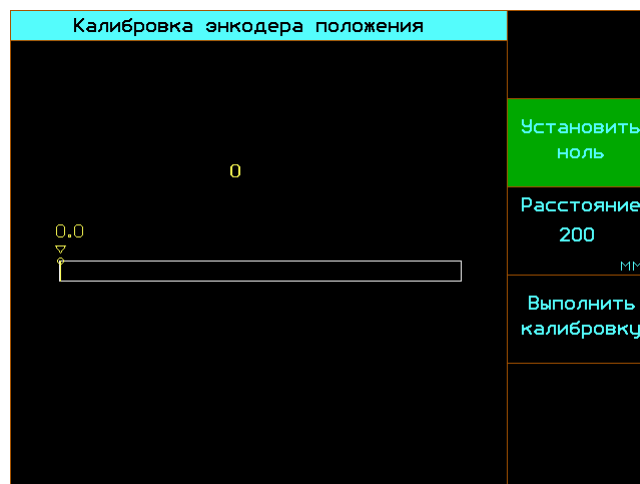 Калибровка энкодера положения
Установить
ноль
0
Расстояние
200
мм
0.0
Выполнить
калибровку